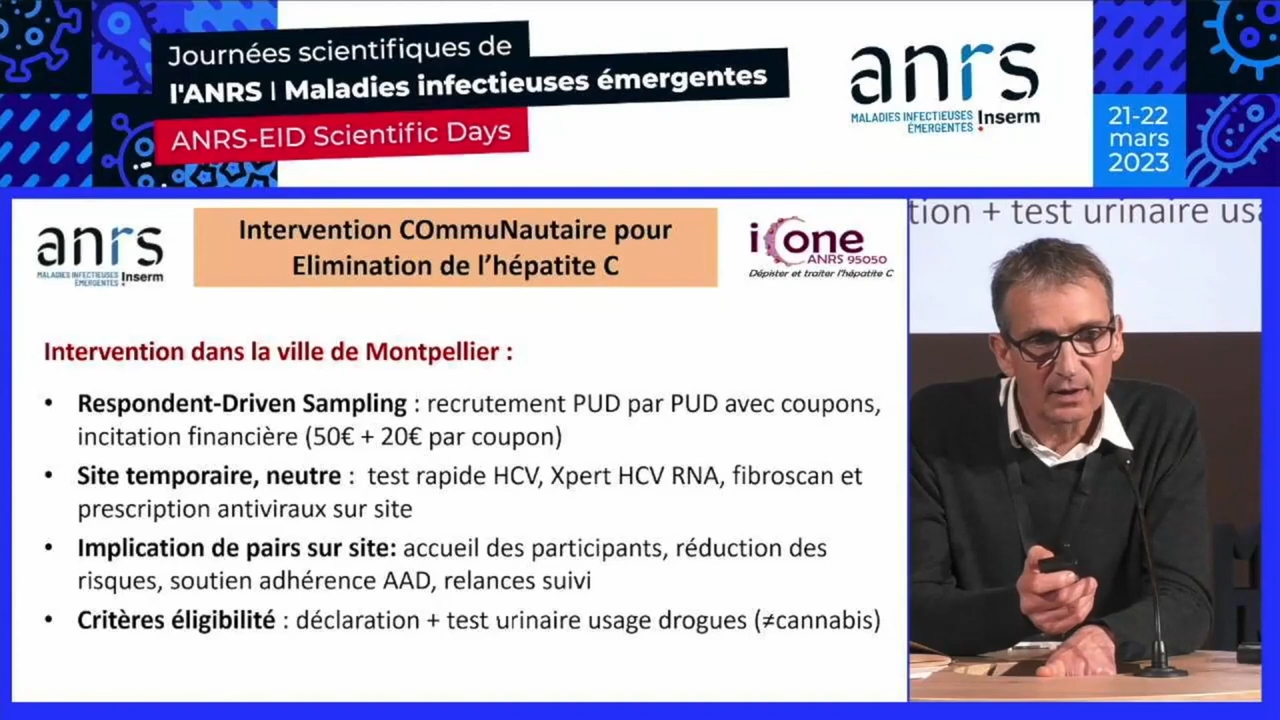 Journées scientifiques de
l'ANRS | Maladies infectieuses émergentes
ANRS-EID Scientific Days
anrs
MALADIES INFECTIEUSES
ÉMERGENTES
Inserm
21-22
mars
2023
anrs
MALADIES INFECTIEUSES
ÉMERGENTES
Inserm
Intervention COmmuNautaire pour
Elimination de l'hépatite C
icone
ANRS 95050
Dépister et traiter l'hépatite C
Intervention dans la ville de Montpellier :
• Respondent-Driven Sampling : recrutement PUD par PUD avec coupons,
incitation financière (50€ + 20€ par coupon)
• Site temporaire, neutre : test rapide HCV, Xpert HCV RNA, fibroscan et
prescription antiviraux sur site
• Implication de pairs sur site: accueil des participants, réduction des
risques, soutien adhérence AAD, relances suivi
• Critères éligibilité : déclaration + test urinaire usage drogues (≠cannabis)
tion + test urinaire usa